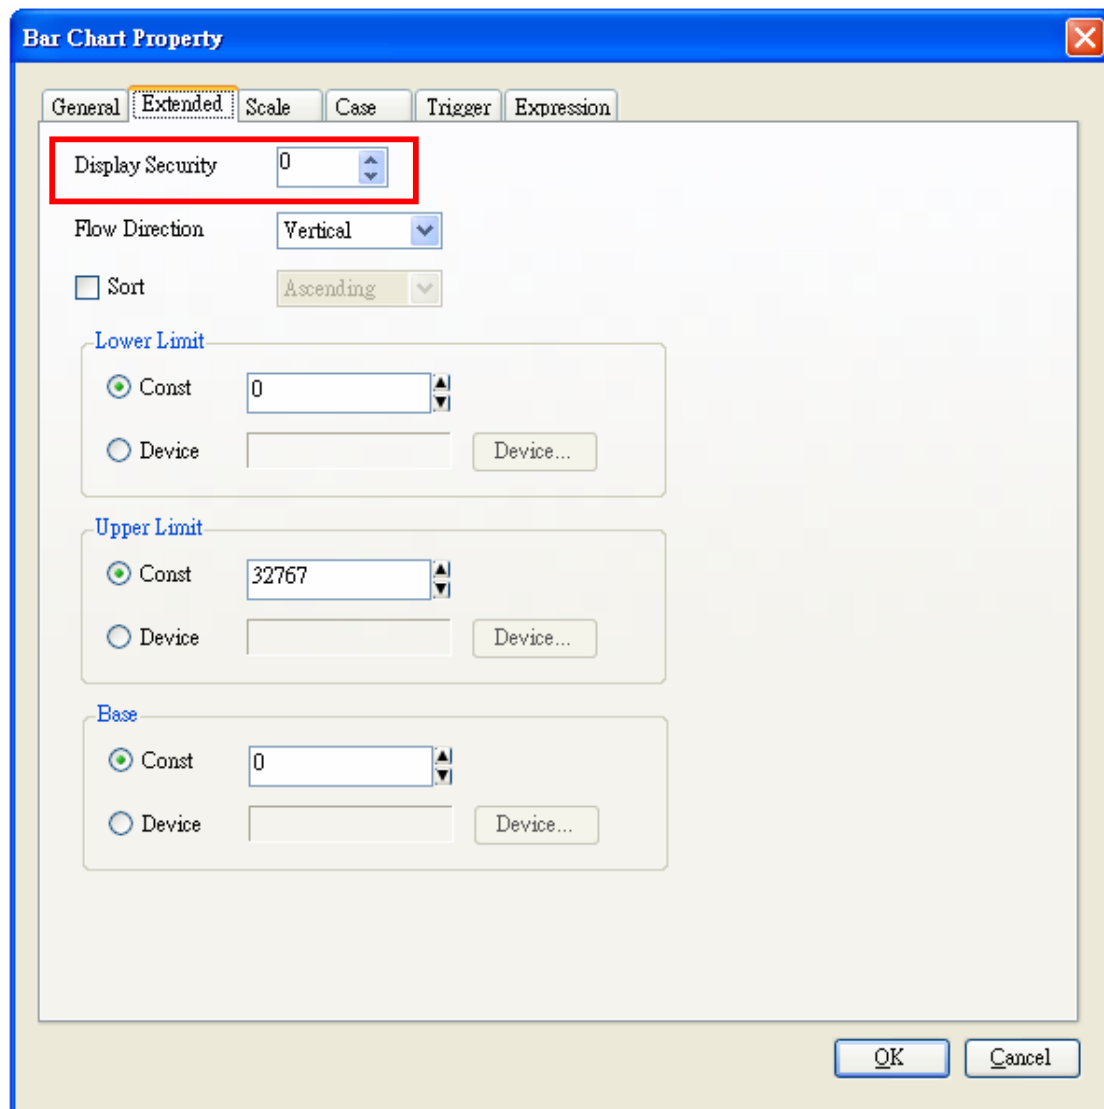 Bar Chart Property
General Extended Scale Case Trigger Expression
Display Security 0
Flow Direction Vertical
Sort Ascending
Lower Limit
Const 0
Device Device...
Upper Limit
Const 32767
Device Device...
Base
Const 0
Device Device...
OK Cancel